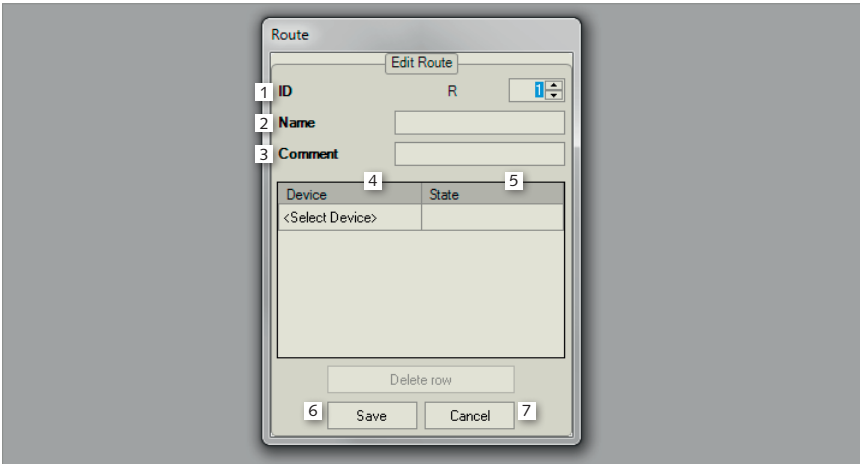 Route
Edit Route
1 ID R 1
2 Name
3 Comment
4 5
Device State
<Select Device>
Delete row
6 Save Cancel 7